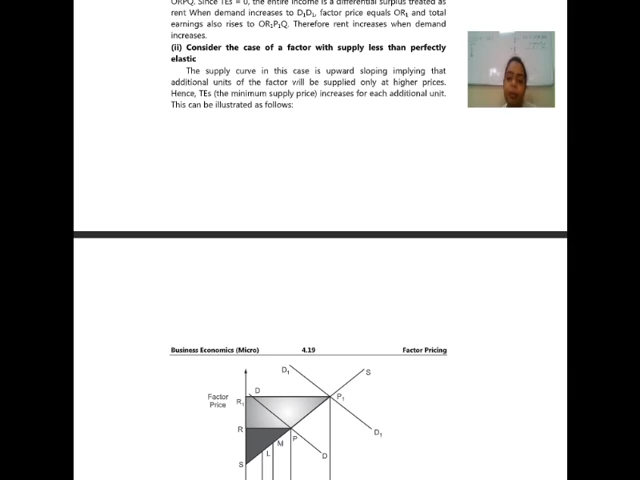 ORPQ. Since TEs = 0, the entire income is a differential surplus treated as
rent When demand increases to D₁D₁, factor price equals OR₁ and total
earnings also rises to OR₁P₁Q. Therefore rent increases when demand
increases.
(ii) Consider the case of a factor with supply less than perfectly
elastic
The supply curve in this case is upward sloping implying that
additional units of the factor will be supplied only at higher prices.
Hence, TEs (the minimum supply price) increases for each additional unit.
This can be illustrated as follows:
Business Economics (Micro) 4.19 Factor Pricing
D₁ S
D
Factor
Price
R₁ P₁
R P D₁
M
L D
S